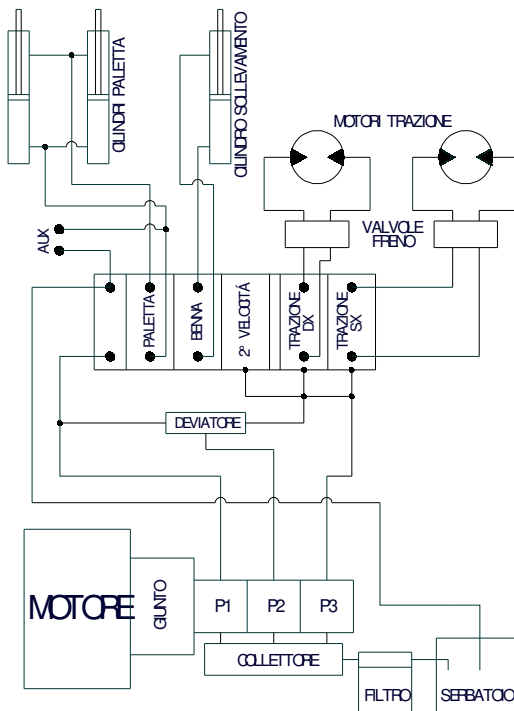 CILINDRI PALETTA
CILINDRO SOLLEVAMENTO
MOTORI TRAZIONE
AUX
VALVOLE
FRENO
PALETTA
BENNA
2° VELOCITÁ
TRAZIONE
DX
TRAZIONE
SX
DEVIATORE
MOTORE
GIUNTO
P1
P2
P3
COLLETTORE
FILTRO
SERBATOIO